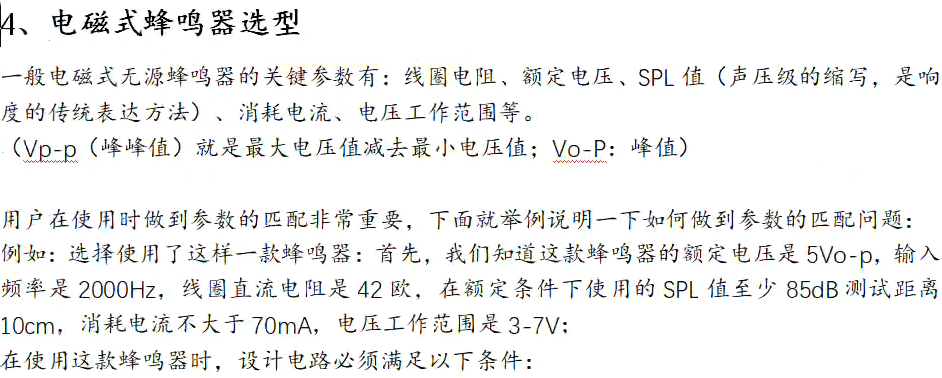 4、电磁式蜂鸣器选型
一般电磁式无源蜂鸣器的关键参数有：线圈电阻、额定电压、SPL 值（声压级的缩写，是响
度的传统表达方法）、消耗电流、电压工作范围等。
（Vp-p（峰峰值）就是最大电压值减去最小电压值；Vo-P：峰值）
用户在使用时做到参数的匹配非常重要，下面就举例说明一下如何做到参数的匹配问题：
例如：选择使用了这样一款蜂鸣器：首先，我们知道这款蜂鸣器的额定电压是 5Vo-p，输入
频率是 2000Hz，线圈直流电阻是 42 欧，在额定条件下使用的 SPL 值至少 85dB 测试距离
10cm，消耗电流不大于 70mA，电压工作范围是 3-7V；
在使用这款蜂鸣器时，设计电路必须满足以下条件：